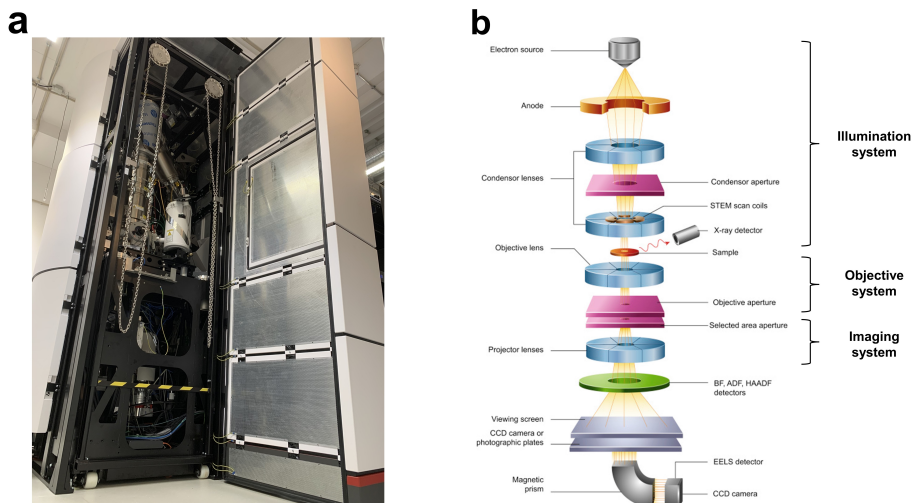 a
b
Electron source
Anode
Condensor lenses
Condensor aperture
STEM scan coils
X-ray detector
Sample
Objective lens
Objective aperture
Selected area aperture
Projector lenses
BF, ADF, HAADF
detectors
Viewing screen
CCD camera or
photographic plates
EELS detector
Magnetic
prism
CCD camera
Illumination
system
Objective
system
Imaging
system